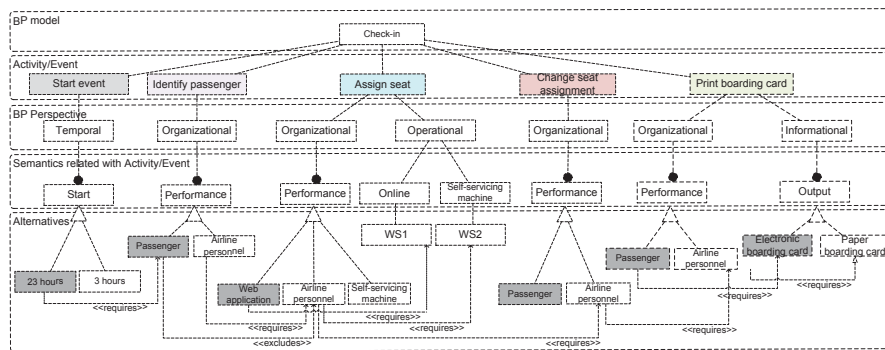 BP model
Check-in
Activity/Event
Start event
Identify passenger
Assign seat
Change seat
assignment
Print boarding card
BP Perspective
Temporal
Organizational
Organizational
Operational
Organizational
Organizational
Informational
Semantics related with Activity/Event
Start
Performance
Performance
Online
Self-servicing
machine
Performance
Performance
Output
Alternatives
Passenger
Airline
personnel
WS1
WS2
Passenger
Airline
personnel
Electronic
boarding card
Paper
boarding card
23 hours
3 hours
Web
application
Airline
personnel
Self-servicing
machine
Passenger
Airline
personnel
<<requires>>
<<requires>>
<<requires>>
<<requires>>
<<requires>>
<<requires>>
<<requires>>
<<excludes>>
<<requires>>